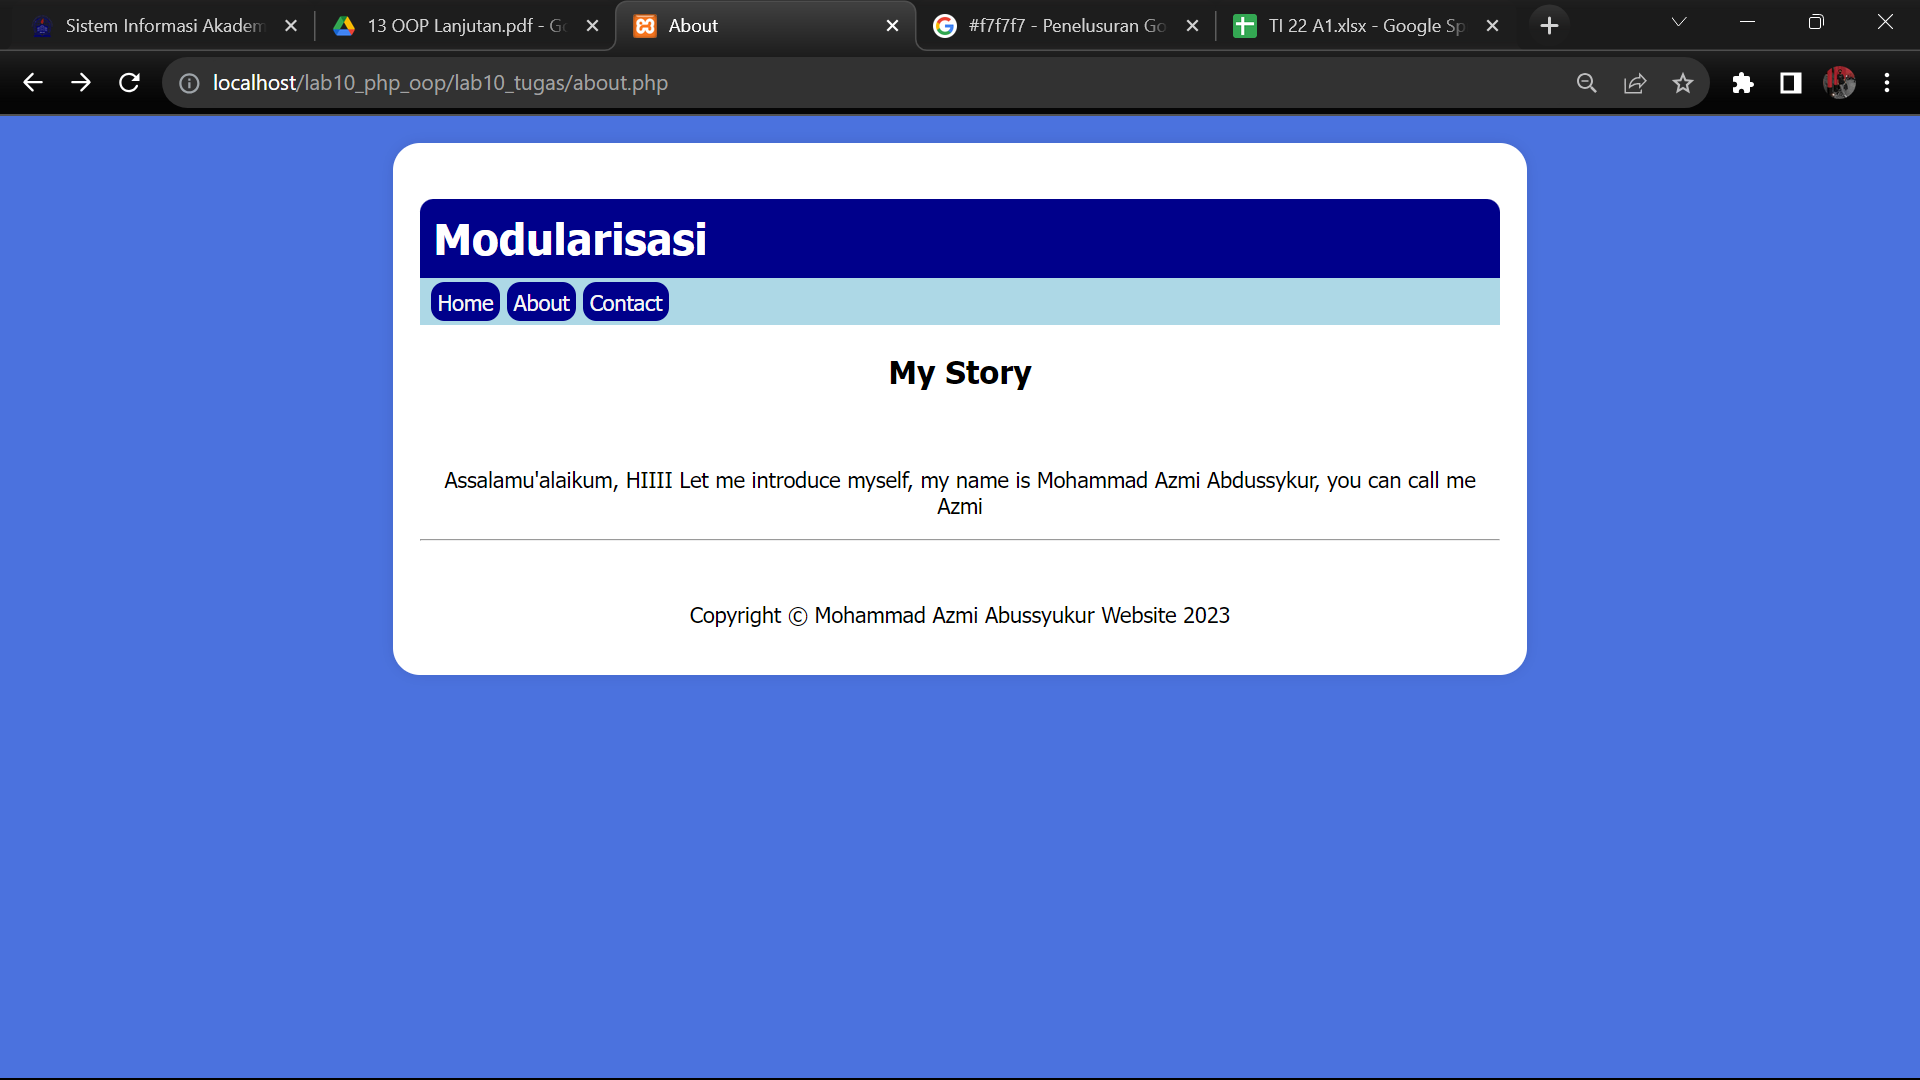 Sistem Informasi Akadem
13 OOP Lanjutan.pdf - Go
About
#f7f7f7 - Penelusuran Go
TI 22 A1.xlsx - Google Sp
localhost/lab10_php_oop/lab10_tugas/about.php
Modularisasi
Home About Contact
My Story
Assalamu'alaikum, HIIII Let me introduce myself, my name is Mohammad Azmi Abdussykur, you can call me
Azmi
Copyright © Mohammad Azmi Abussyukur Website 2023